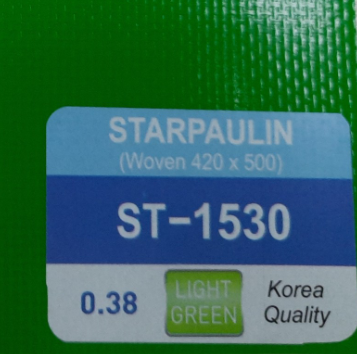 STARPAULIN
(Woven 420 x 500)
ST-1530
0.38
LIGHT
GREEN
Korea
Quality